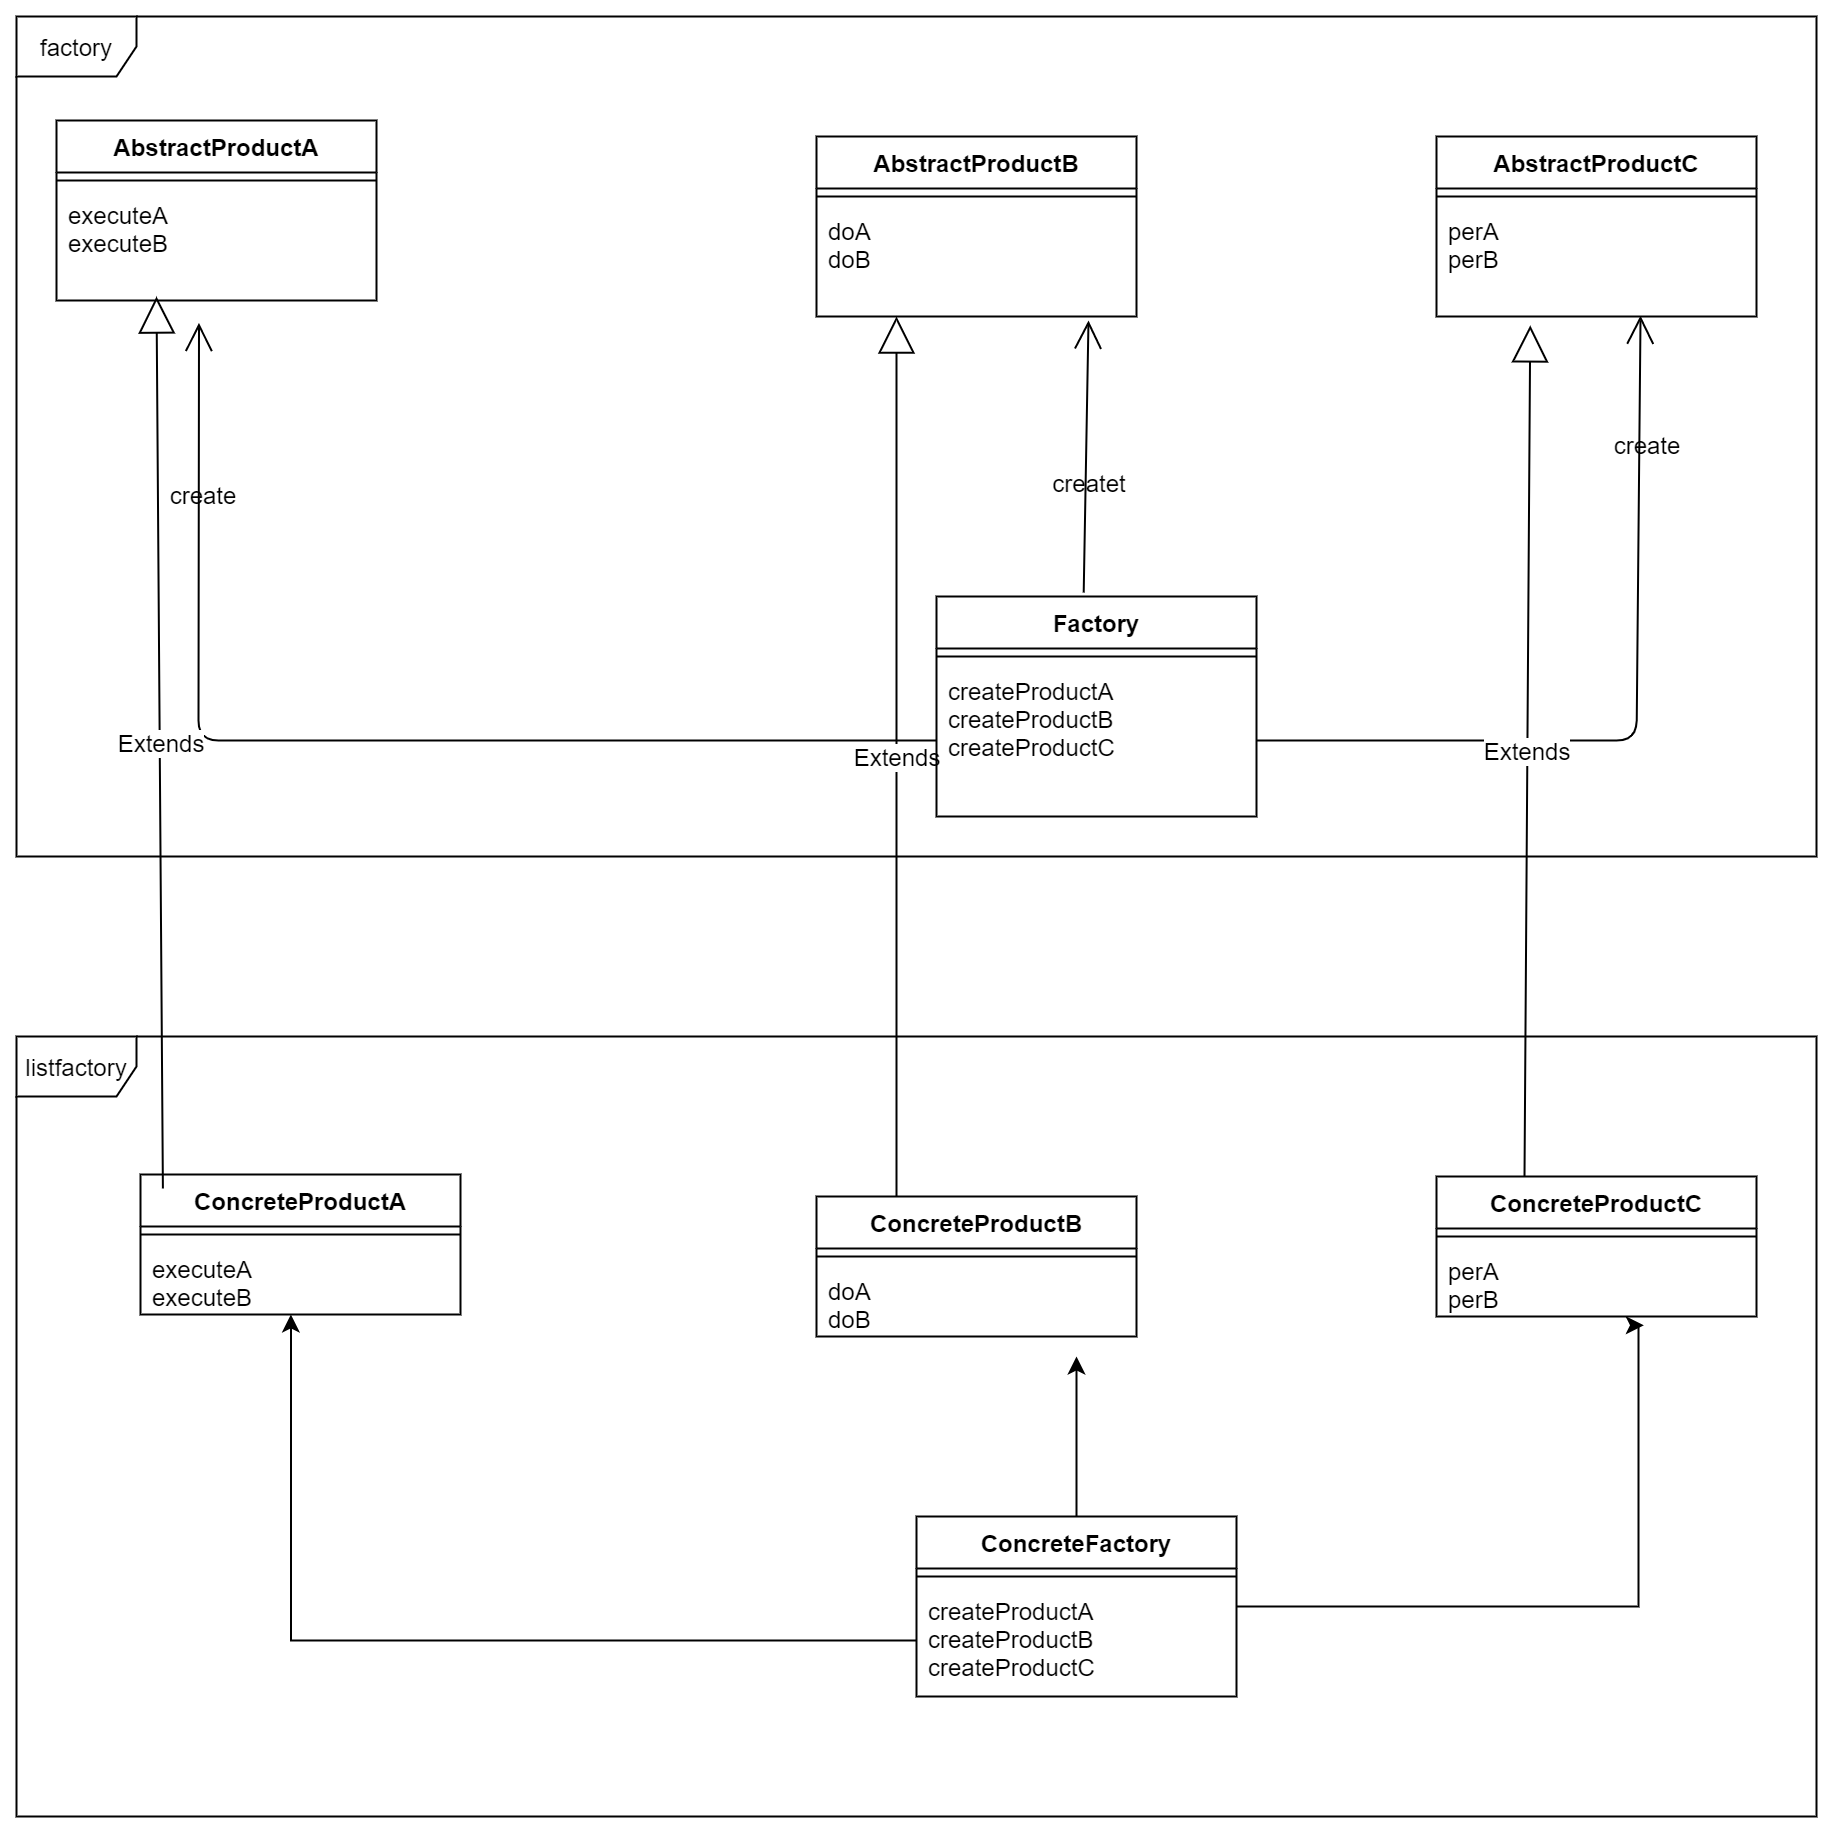 factory
AbstractProductA
executeA
executeB
AbstractProductB
doA
doB
AbstractProductC
perA
perB
create
createt
create
Factory
createProductA
createProductB
createProductC
Extends
Extends
Extends
listfactory
ConcreteProductA
executeA
executeB
ConcreteProductB
doA
doB
ConcreteProductC
perA
perB
ConcreteFactory
createProductA
createProductB
createProductC